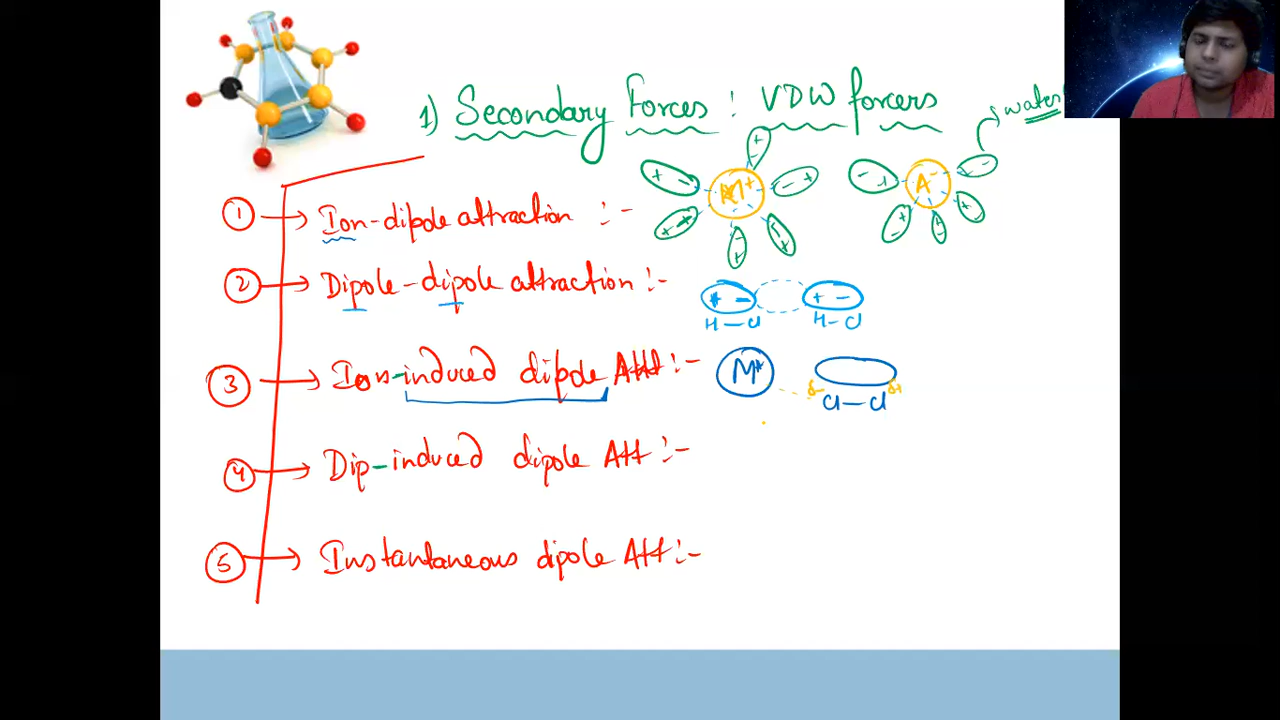 1) Secondary Forces : VDW forcers
water
1 → Ion-dipole attraction :-
+ - + - - + + - - + - + - +
M+
- + A- - + + - - + + -
2 → Dipole-dipole attraction :-
+ - + -
H-Cl H-Cl
3 → Ion-induced dipole Att :-
M+
δ- Cl-Cl δ+
4 → Dip-induced dipole Att :-
5 → Instantaneous dipole Att :-